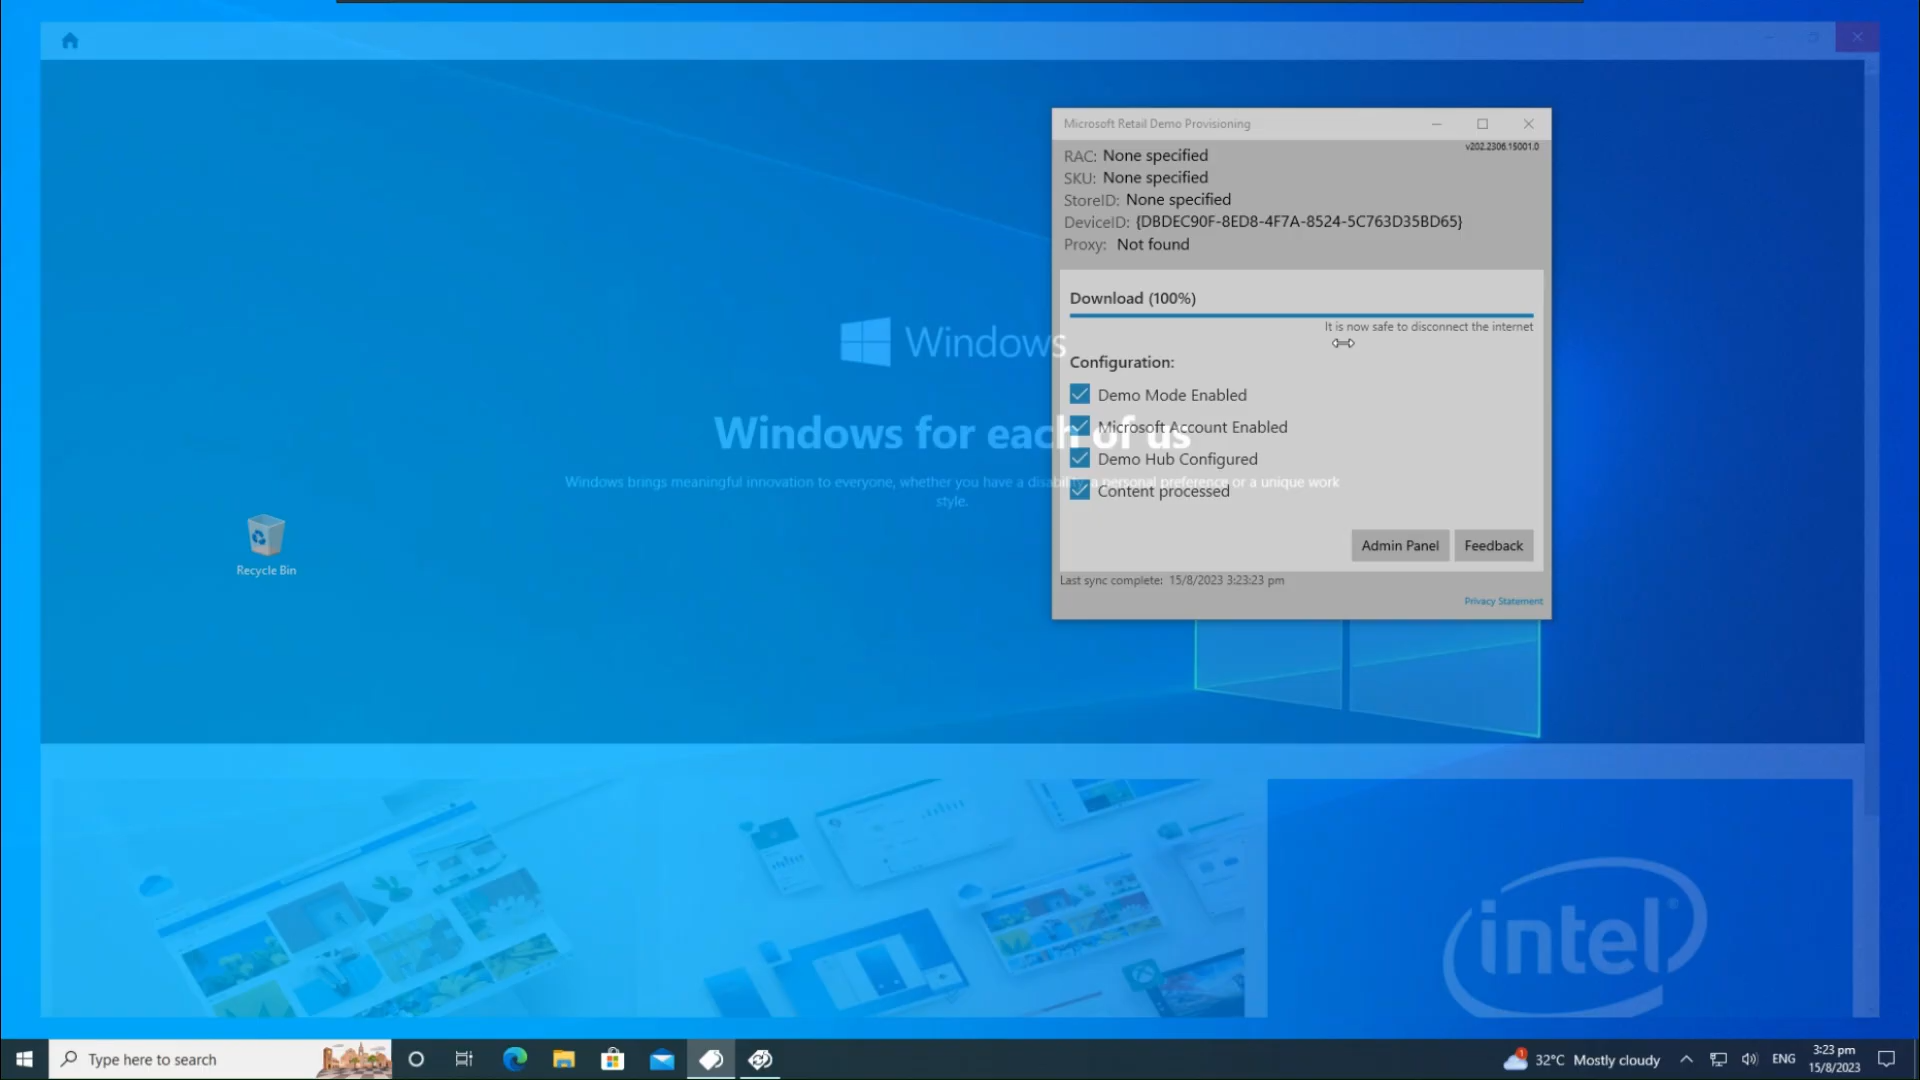 Microsoft Retail Demo Provisioning
v202.2306.15001.0
RAC: None specified
SKU: None specified
StoreID: None specified
DeviceID: {DBDEC90F-8ED8-4F7A-8524-5C763D35BD65}
Proxy: Not found
Download (100%)
It is now safe to disconnect the internet
Configuration:
Demo Mode Enabled
Microsoft Account Enabled
Demo Hub Configured
Content processed
Admin Panel
Feedback
Last sync complete: 15/8/2023 3:23:23 pm
Privacy Statement
Windows
Windows for each of us
Windows brings meaningful innovation to everyone, whether you have a disability, a personal preference or a unique work
style.
Recycle Bin
intel
Type here to search
1
32°C Mostly cloudy
ENG
3:23 pm
15/8/2023